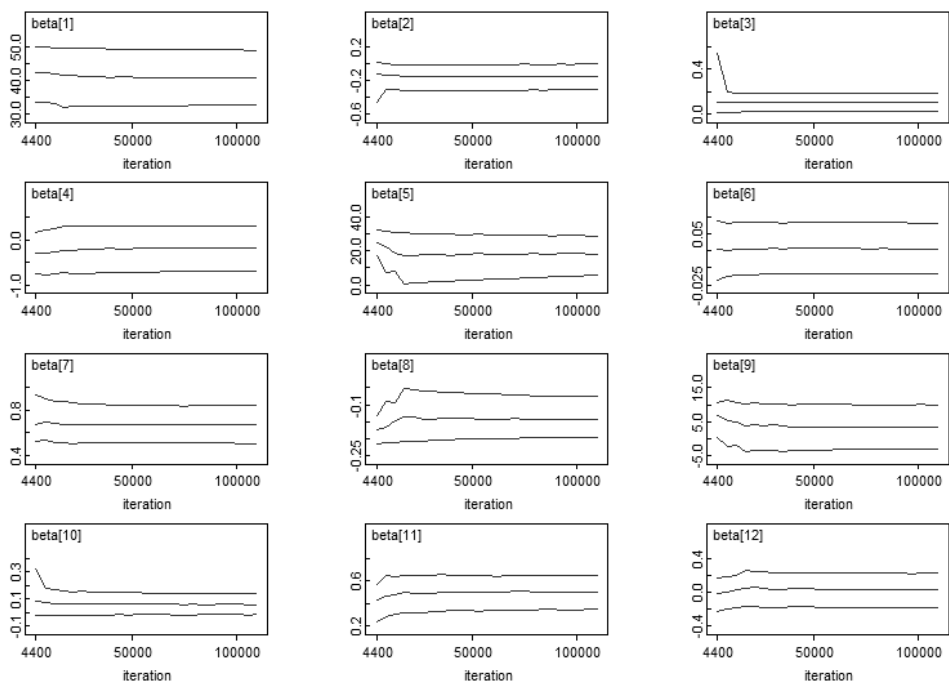 beta[1]
50.0
40.0
30.0
4400 50000 100000
iteration
beta[2]
0.2
-0.2
-0.6
4400 50000 100000
iteration
beta[3]
0.4
0.0
4400 50000 100000
iteration
beta[4]
0.0
-1.0
4400 50000 100000
iteration
beta[5]
40.0
20.0
0.0
4400 50000 100000
iteration
beta[6]
0.05
-0.025
4400 50000 100000
iteration
beta[7]
0.8
0.4
4400 50000 100000
iteration
beta[8]
-0.1
-0.25
4400 50000 100000
iteration
beta[9]
15.0
5.0
-5.0
4400 50000 100000
iteration
beta[10]
0.3
0.1
-0.1
4400 50000 100000
iteration
beta[11]
0.6
0.2
4400 50000 100000
iteration
beta[12]
0.4
0.0
-0.4
4400 50000 100000
iteration